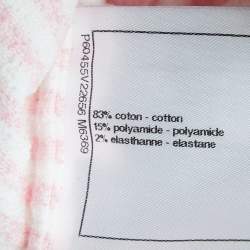 P60455V22656 M6369
83% coton - cotton
15% polyamide - polyamide
2% elasthanne - elastane